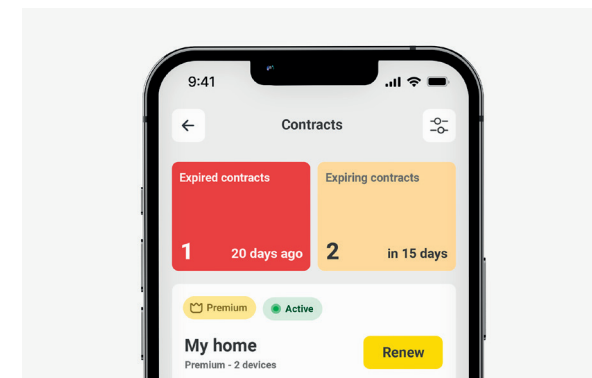 9:41
Contracts
Expired contracts
1 20 days ago
Expiring contracts
2 in 15 days
Premium
Active
My home
Premium - 2 devices
Renew